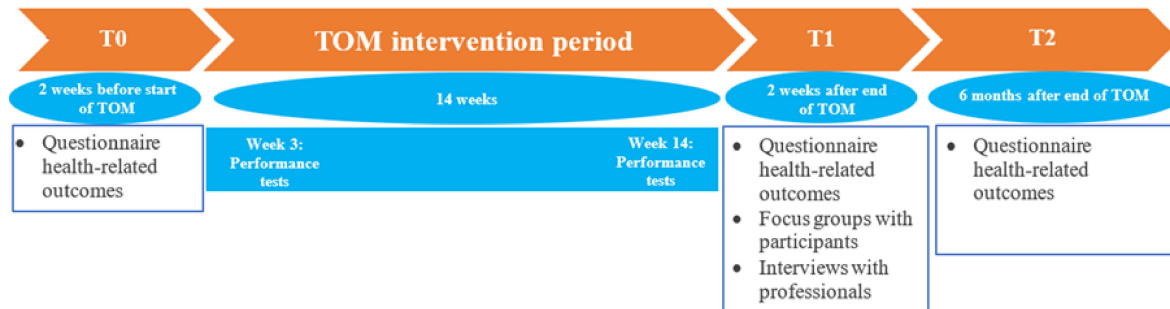 T0
TOM intervention period
T1
T2
2 weeks before start
of TOM
14 weeks
2 weeks after end
of TOM
6 months after end of TOM
• Questionnaire
health-related
outcomes
Week 3:
Performance
tests
Week 14:
Performance
tests
• Questionnaire
health-related
outcomes
• Focus groups with
participants
• Interviews with
professionals
• Questionnaire
health-related
outcomes